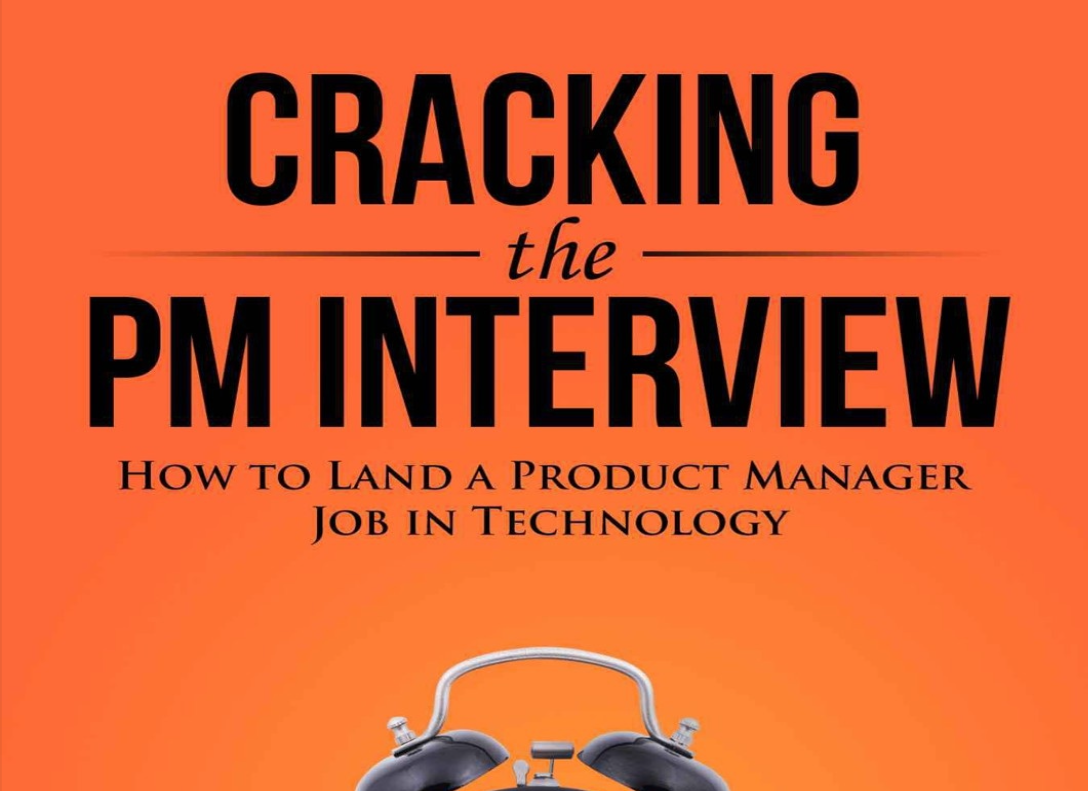 CRACKING
the
PM INTERVIEW
How to Land a Product Manager
Job in Technology